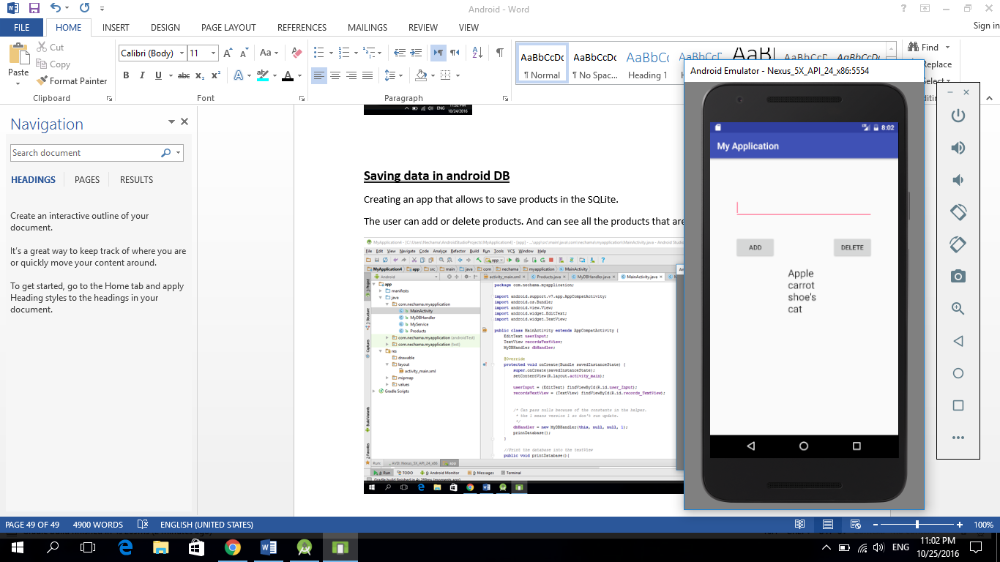 Android - Word
Sign in
FILE HOME INSERT DESIGN PAGE LAYOUT REFERENCES MAILINGS REVIEW VIEW
Paste
Cut
Copy
Format Painter
Clipboard
Calibri (Body) 11
Font
Paragraph
AaBbCcDc AaBbCcDc AaBbCc
¶ Normal ¶ No Spac... Heading 1
Find
Replace
Select
Navigation
Search document
HEADINGS PAGES RESULTS
Create an interactive outline of your
document.
It's a great way to keep track of where you are
or quickly move your content around.
To get started, go to the Home tab and apply
Heading styles to the headings in your
document.
ENG 11:02 PM
10/24/2016
Saving data in android DB
Creating an app that allows to save products in the SQLite.
The user can add or delete products. And can see all the products that are
MyApplication4 - [C:\Users\Nechama\AndroidStudioProjects\MyApplication4] - [app] - ...\app\src\main\java\com\nechama\myapplication\MainActivity.java - Android Stu
File Edit View Navigate Code Analyze Refactor Build Run Tools VCS Window Help
MyApplication4 app src main java com nechama myapplication MainActivity
Android
activity_main.xml Products.java MyDBHandler.java MainActivity.java
app
manifests
java
com.nechama.myapplication
MainActivity
MyDBHandler
MyService
Products
com.nechama.myapplication (androidTest)
com.nechama.myapplication (test)
res
drawable
layout
activity_main.xml
mipmap
values
Gradle Scripts
package com.nechama.myapplication;
import android.support.v7.app.AppCompatActivity;
import android.os.Bundle;
import android.view.View;
import android.widget.EditText;
import android.widget.TextView;
public class MainActivity extends AppCompatActivity {
EditText userInput;
TextView recordsTextView;
MyDBHandler dbHandler;
@Override
protected void onCreate(Bundle savedInstanceState) {
super.onCreate(savedInstanceState);
setContentView(R.layout.activity_main);
userInput = (EditText) findViewById(R.id.user_Input);
recordsTextView = (TextView) findViewById(R.id.records_TextView);
/* Can pass nulls because of the constants in the helper.
* the 1 means version 1 so don't run update.
*/
dbHandler = new MyDBHandler(this, null, null, 1);
printDatabase();
}
//Print the database into the textView
public void printDatabase(){
Run: AVD: Nexus_5X_API_24_x86 app
4: Run TODO 6: Android Monitor 0: Messages Terminal
Android Emulator - Nexus_5X_API_24_x86:5554
8:02
My Application
ADD DELETE
Apple
carrot
shoe's
cat
PAGE 49 OF 49 4900 WORDS ENGLISH (UNITED STATES) 100%
ENG
11:02 PM
10/25/2016